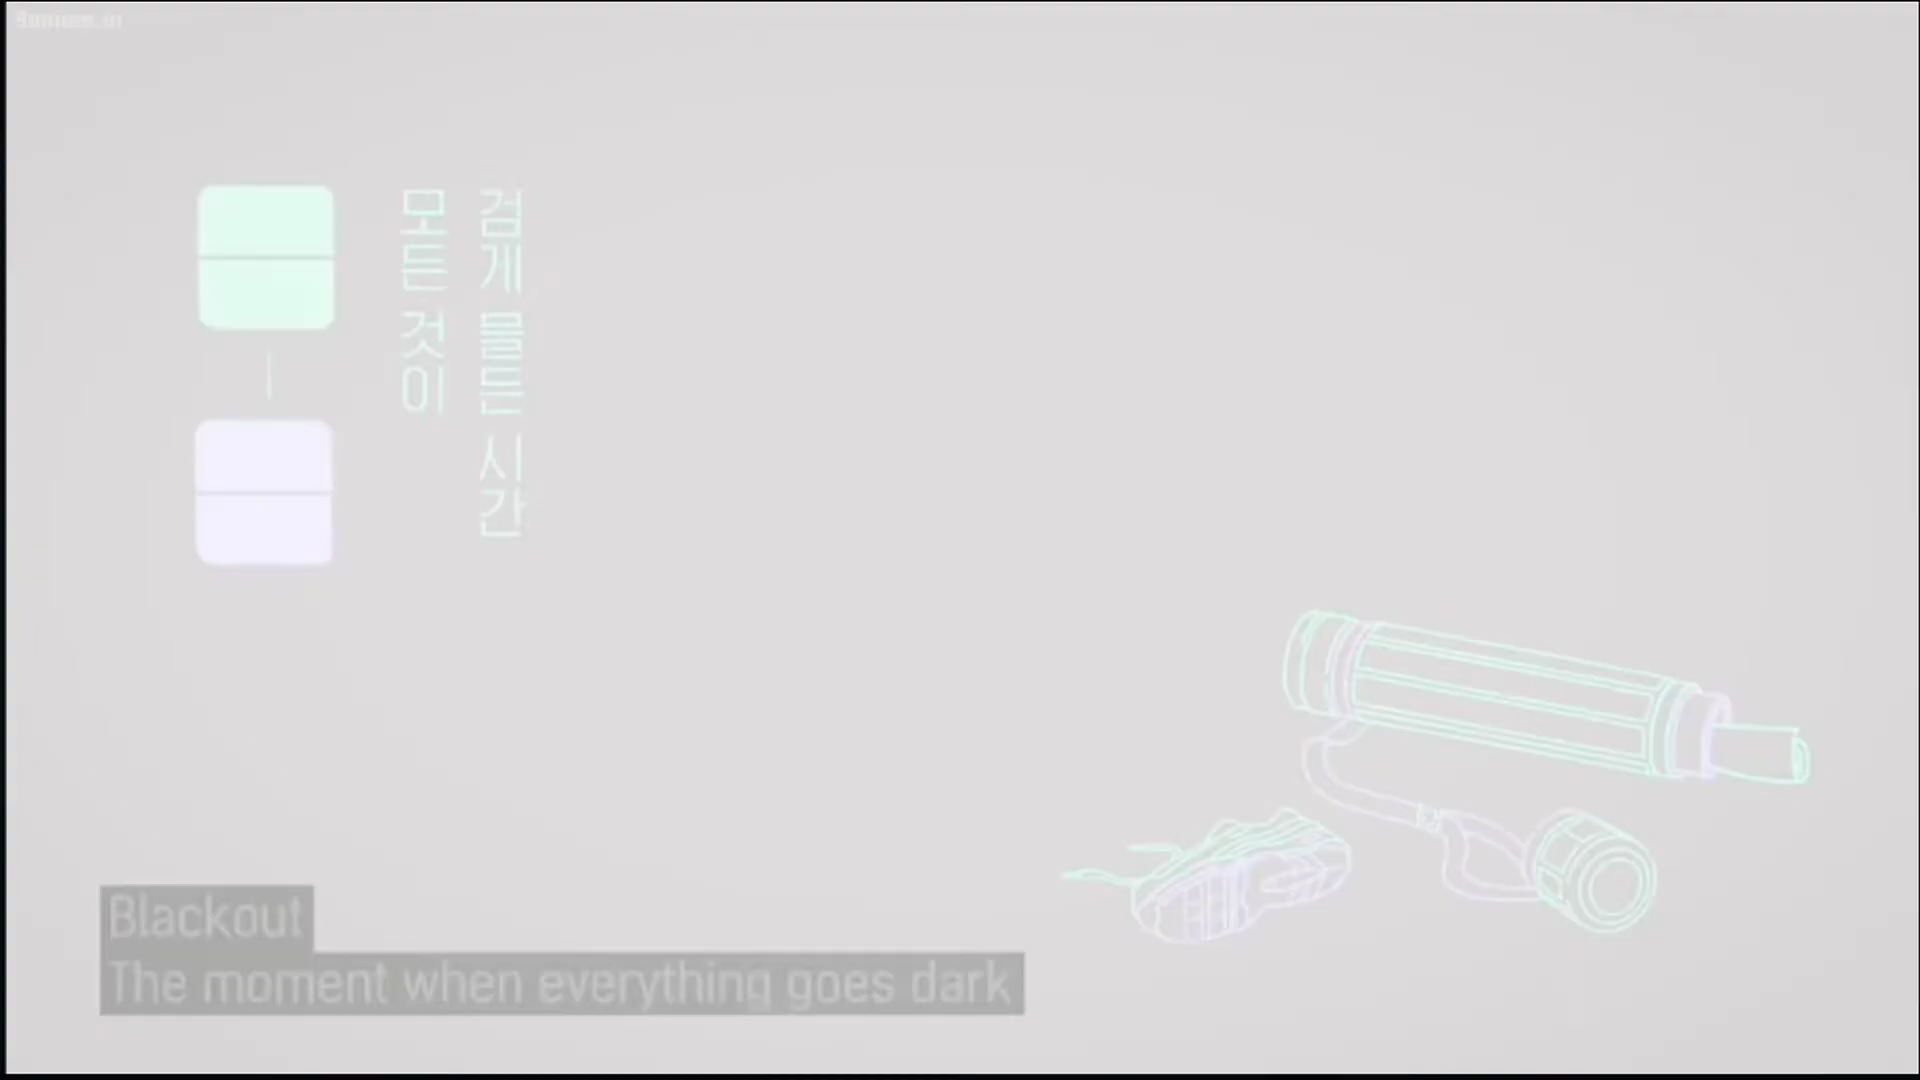 모든 것이
검게 물든 시간
Blackout
The moment when everything goes dark